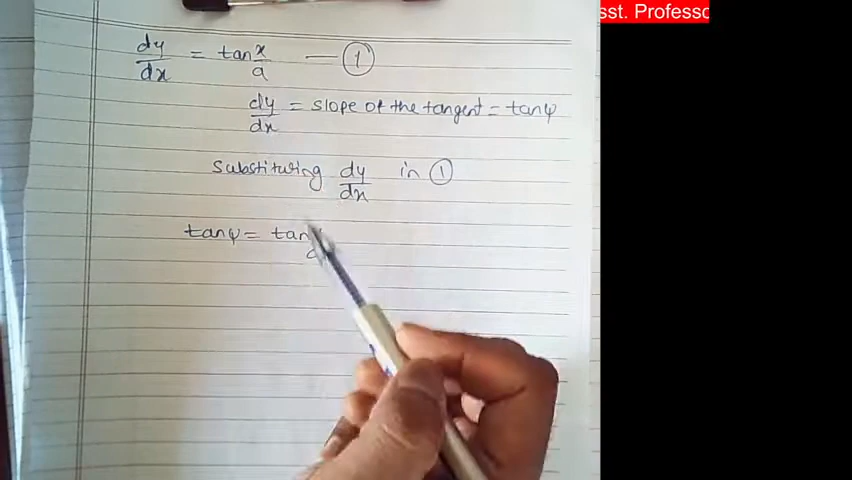 sst. Professo
dy/dx = tan x/a — ①
dy/dx = slope of the tangent = tanψ
Substituring dy/dx in ①
tanψ = tan